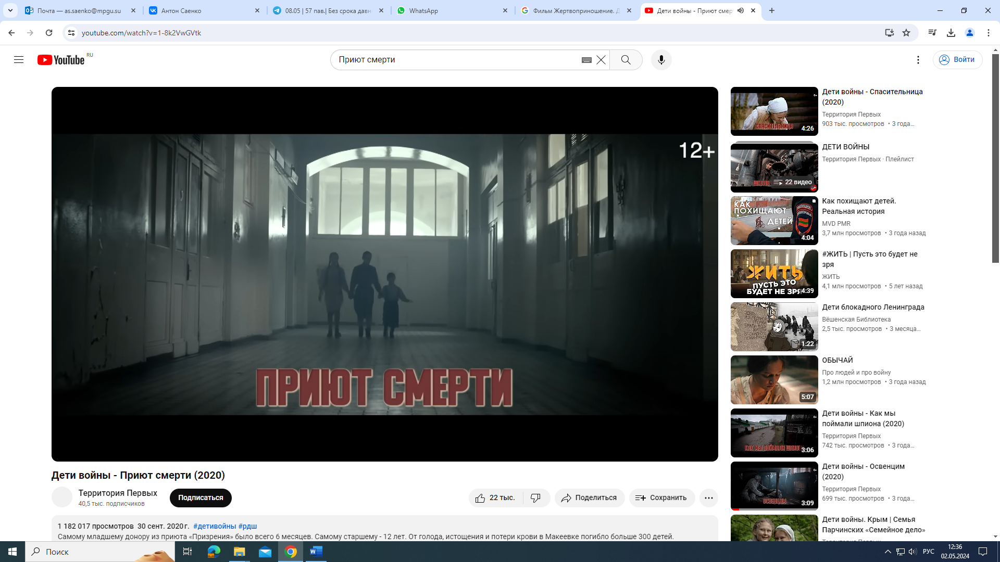 Почта — as.saenko@mpgu.su
Антон Саенко
08.05 | 57 пав.| Без срока давн
WhatsApp
Фильм Жертвоприношение. Д
Дети войны - Приют смер
youtube.com/watch?v=1-8k2VwGVtk
YouTube RU
Приют смерти
Войти
12+
ПРИЮТ СМЕРТИ
Дети войны - Приют смерти (2020)
Территория Первых
40,5 тыс. подписчиков
Подписаться
22 тыс.
Поделиться
Сохранить
1 182 017 просмотров 30 сент. 2020 г. #детивойны #рдш
Самому младшему донору из приюта «Призрения» было всего 6 месяцев. Самому старшему - 12 лет. От голода, истощения и потери крови в Макеевке погибло больше 300 детей.
СПАСИТЕЛЬНИЦА
6+
4:26
Дети войны - Спасительница
(2020)
Территория Первых
903 тыс. просмотров • 3 года…
22 видео
ДЕТИ ВОЙНЫ
Территория Первых · Плейлист
КАК
ПОХИЩАЮТ
ДЕТЕЙ
МИЛИЦИЯ
4:04
Как похищают детей.
Реальная история
MVD PMR
3,7 млн просмотров • 3 года назад
ЖИТЬ
ПУСТЬ ЭТО
БУДЕТ НЕ ЗРЯ
4:39
#ЖИТЬ | Пусть это будет не
зря
ЖИТЬ
4,1 млн просмотров • 5 лет назад
1:22
Дети блокадного Ленинграда
Вёшенская Библиотека
2,5 тыс. просмотров • 3 месяца…
5:07
ОБЫЧАЙ
Про людей и про войну
1,2 млн просмотров • 3 года назад
КАК МЫ ПОЙМАЛИ ШПИОНА
6+
3:06
Дети войны - Как мы
поймали шпиона (2020)
Территория Первых
742 тыс. просмотров • 3 года…
ОСВЕНЦИМ
6+
3:09
Дети войны - Освенцим
(2020)
Территория Первых
699 тыс. просмотров • 3 года…
Дети войны. Крым | Семья
Парчинских «Семейное дело»
Поиск
РУС
12:36
02.05.2024